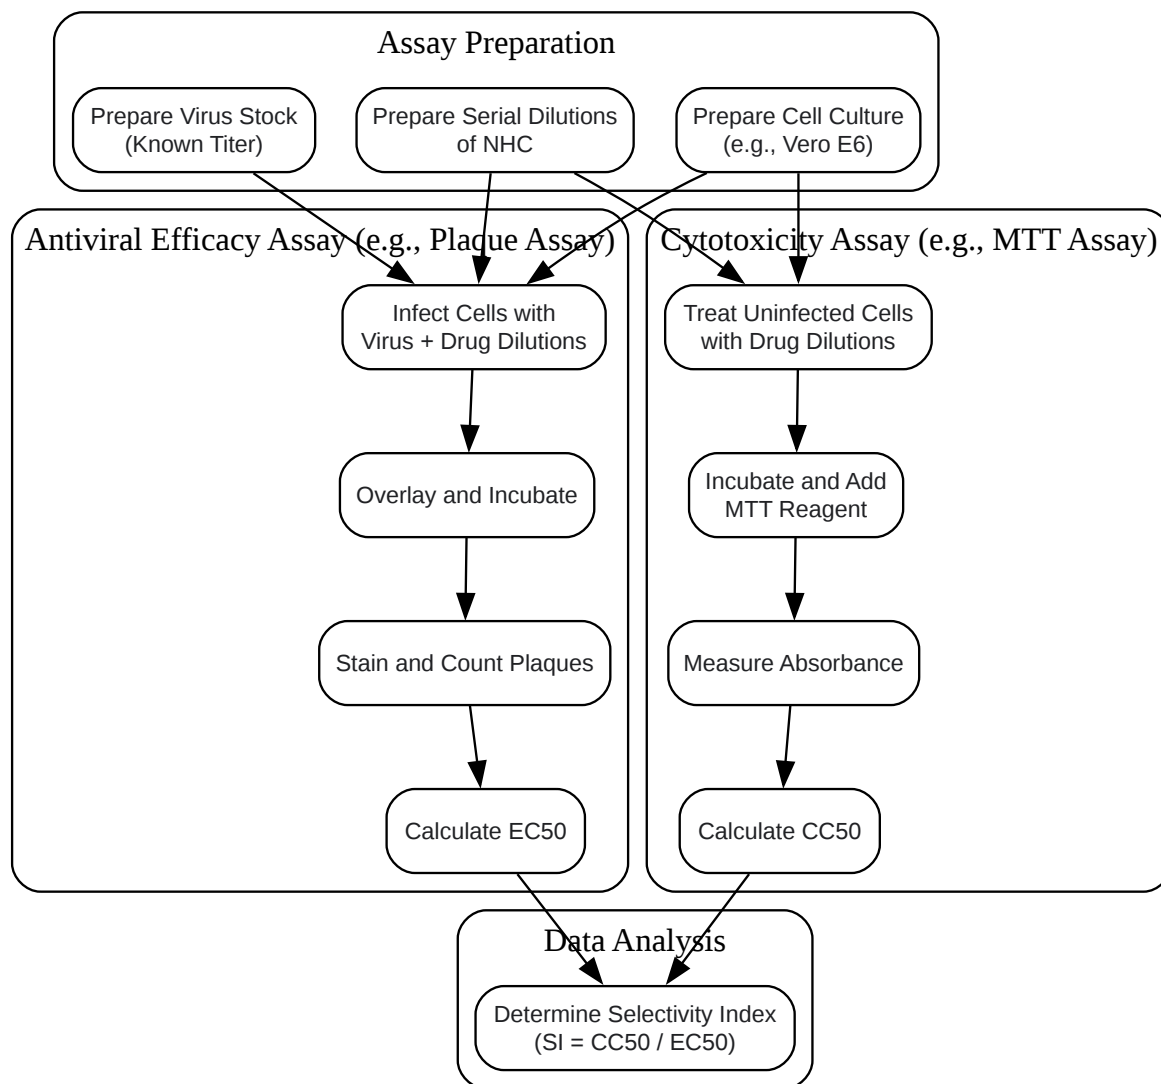 Assay Preparation
Prepare Virus Stock
(Known Titer)
Prepare Serial Dilutions
of NHC
Prepare Cell Culture
(e.g., Vero E6)
Antiviral Efficacy Assay (e.g., Plaque Assay)
Infect Cells with
Virus + Drug Dilutions
Overlay and Incubate
Stain and Count Plaques
Calculate EC50
Cytotoxicity Assay (e.g., MTT Assay)
Treat Uninfected Cells
with Drug Dilutions
Incubate and Add
MTT Reagent
Measure Absorbance
Calculate CC50
Data Analysis
Determine Selectivity Index
(SI = CC50 / EC50)